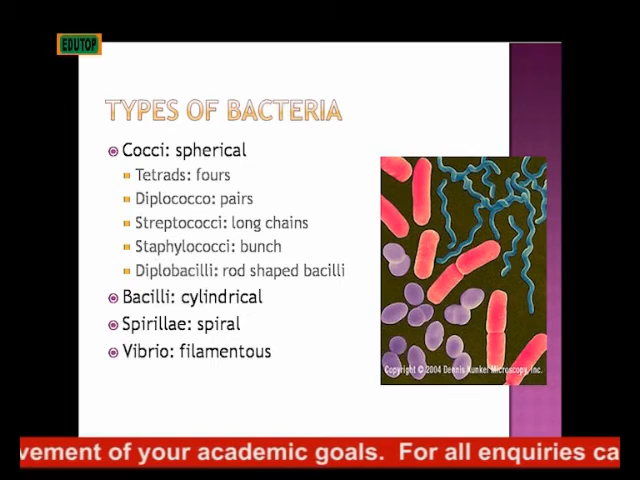 EDUTOP
TYPES OF BACTERIA
Cocci: spherical
Tetrads: fours
Diplococco: pairs
Streptococci: long chains
Staphylococci: bunch
Diplobacilli: rod shaped bacilli
Bacilli: cylindrical
Spirillae: spiral
Vibrio: filamentous
Copyright © 2004 Dennis Kunkel Microscopy, Inc.
vement of your academic goals. For all enquiries ca